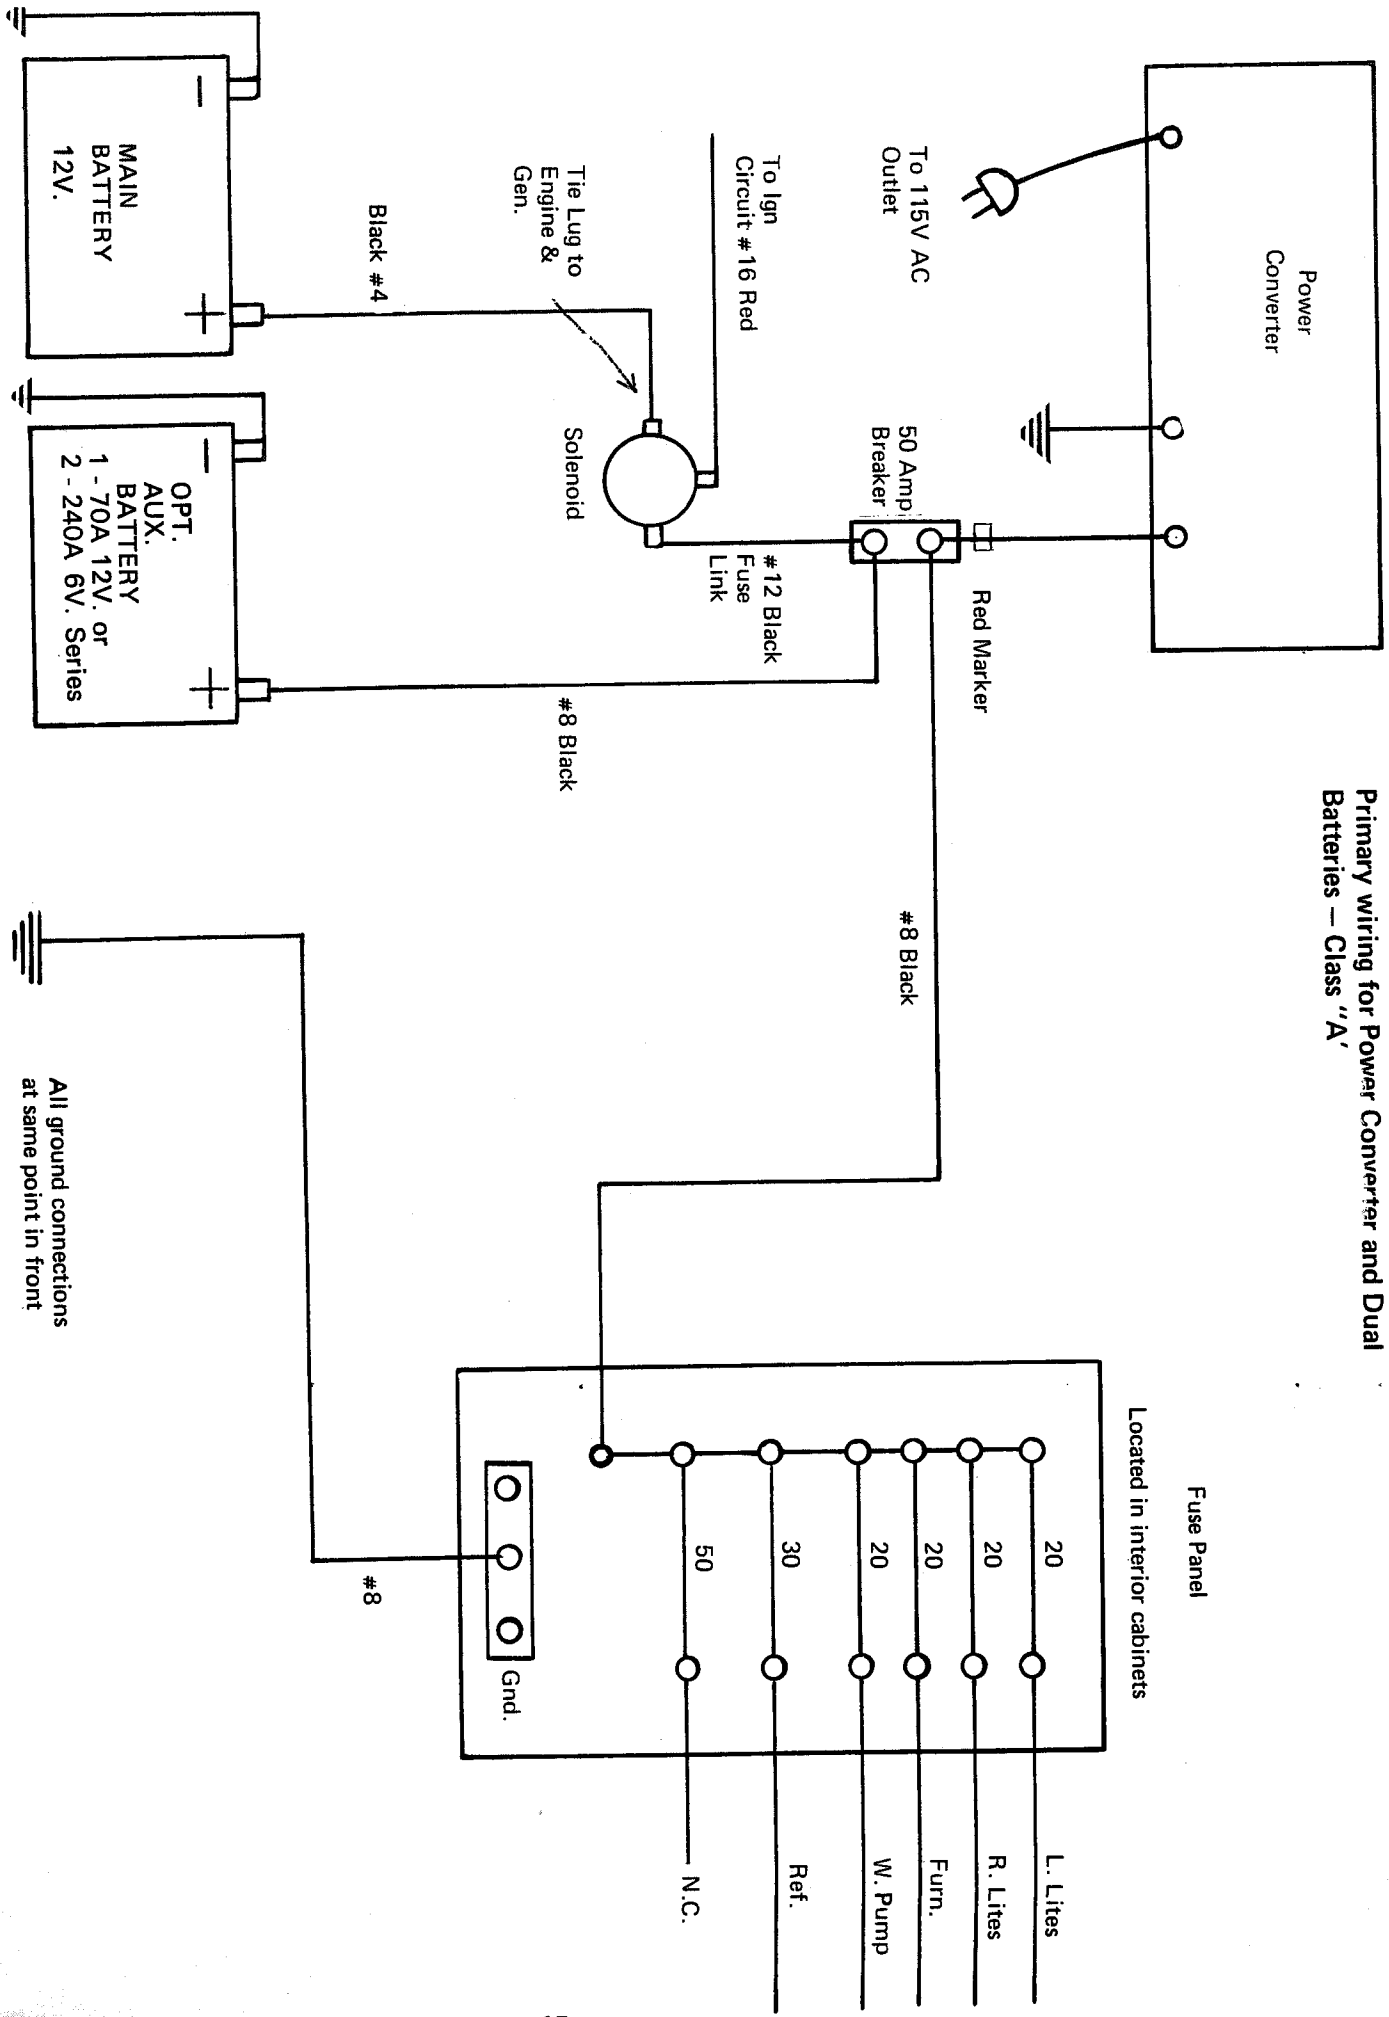 Primary wiring for Power Converter and Dual
Batteries — Class "A'
Power
Converter
To 115V AC
Outlet
50 Amp
Breaker
Red Marker
To Ign
Circuit #16 Red
#12 Black
Fuse
Link
Tie Lug to
Engine &
Gen.
Solenoid
Black #4
#8 Black
#8 Black
−
MAIN
BATTERY
12V.
+
−
OPT.
AUX.
BATTERY
1 - 70A 12V. or
2 - 240A 6V. Series
+
Fuse Panel
Located in interior cabinets
20
L. Lites
20
R. Lites
20
Furn.
20
W. Pump
30
Ref.
50
N.C.
Gnd.
#8
All ground connections
at same point in front